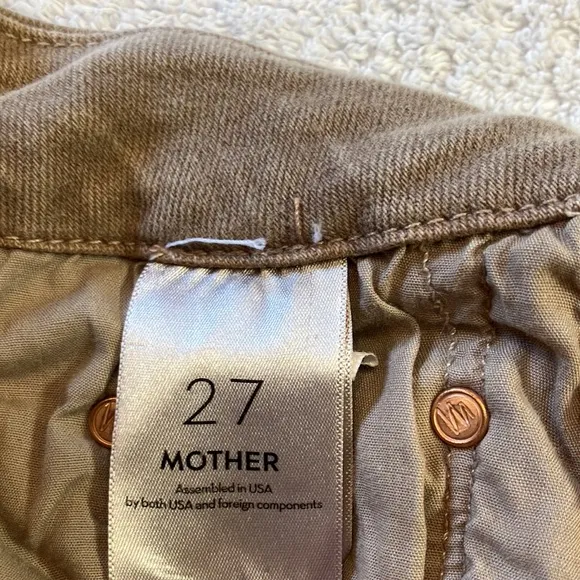 27
MOTHER
Assembled in USA
by both USA and foreign components